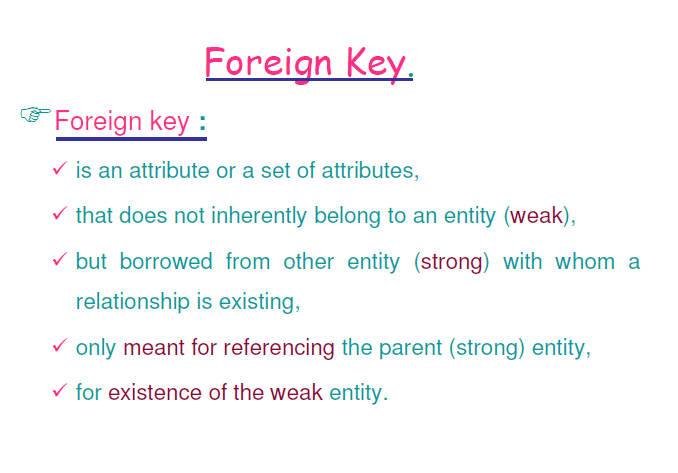 Foreign Key.
Foreign key :
is an attribute or a set of attributes,
that does not inherently belong to an entity (weak),
but borrowed from other entity (strong) with whom a
relationship is existing,
only meant for referencing the parent (strong) entity,
for existence of the weak entity.